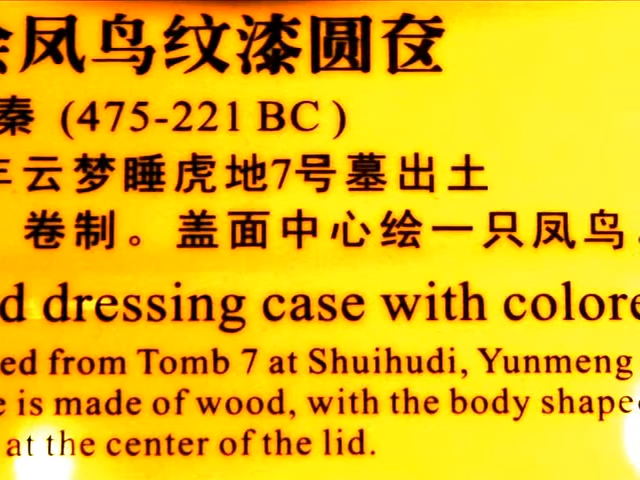 凤鸟纹漆圆奁
秦 (475-221 BC)
云梦睡虎地7号墓出土
卷制。盖面中心绘一只凤鸟
d dressing case with colore
ed from Tomb 7 at Shuihudi, Yunmeng
e is made of wood, with the body shape
at the center of the lid.